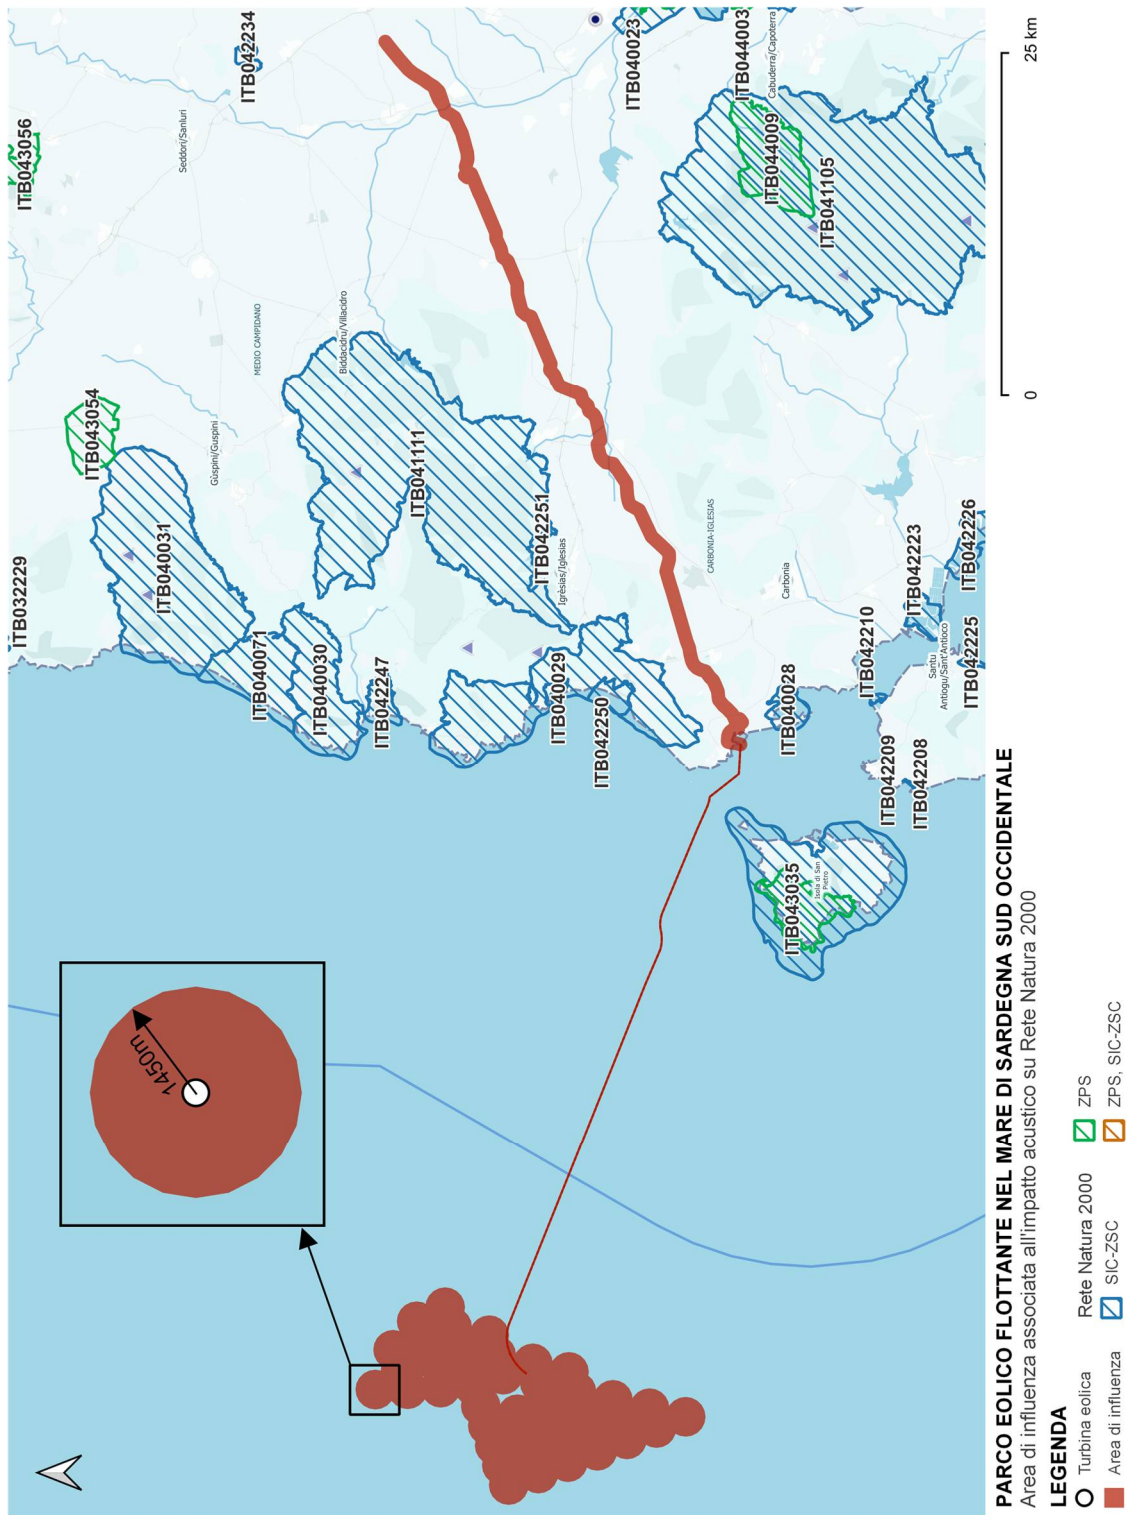 ITB032229
ITB043056
ITB042234
ITB043054
Seddori/Sanluri
Gùspini/Guspini
MEDIO CAMPIDANO
Biddacidru/Villacidro
ITB040031
ITB040071
ITB040030
ITB042247
ITB041111
ITB042251
Igrèsias/Iglesias
ITB040029
ITB042250
CARBONIA-IGLESIAS
Carbonia
ITB040028
ITB040023
ITB044003
Cabuderra/Capoterra
ITB044009
ITB041105
ITB043035
Isola di San
Pietro
ITB042210
ITB042209
ITB042208
ITB042223
ITB042226
ITB042225
Santu
Antiogu/Sant'Antioco
1450m
0
25 km
PARCO EOLICO FLOTTANTE NEL MARE DI SARDEGNA SUD OCCIDENTALE
Area di influenza associata all'impatto acustico su Rete Natura 2000
LEGENDA
Turbina eolica
Area di influenza
Rete Natura 2000
SIC-ZSC
ZPS
ZPS, SIC-ZSC